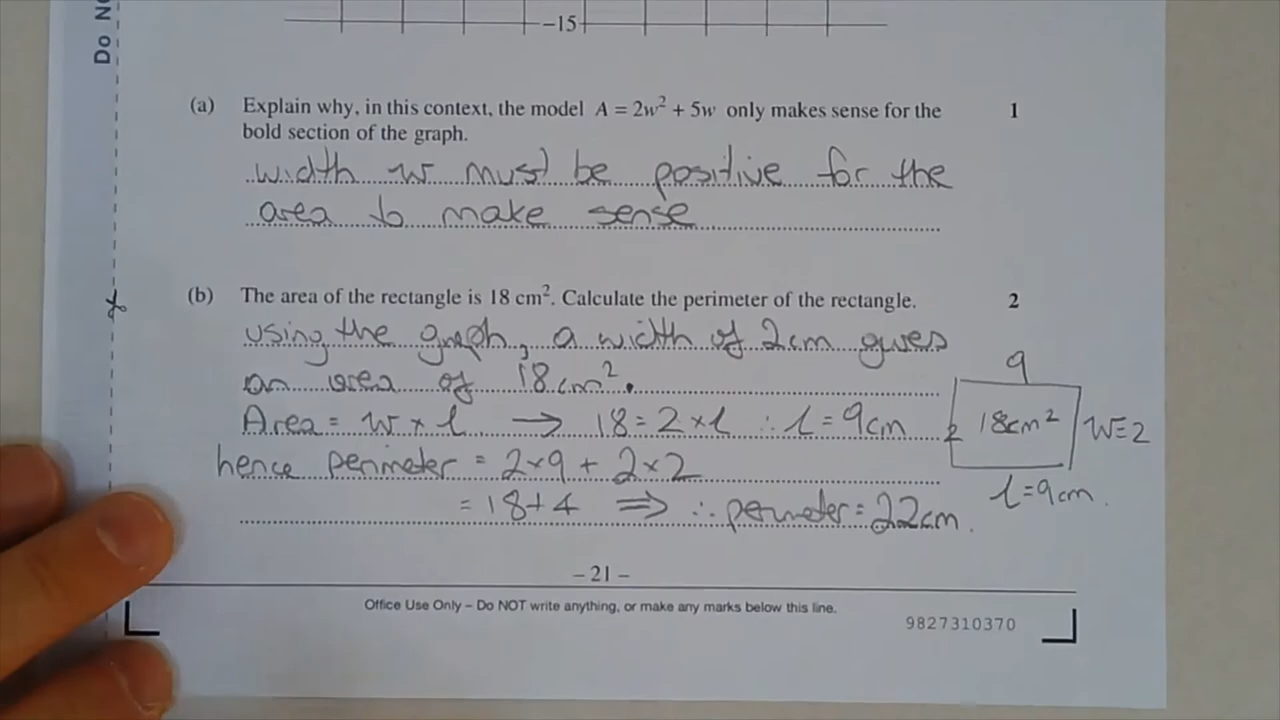 -15
Do N
(a) Explain why, in this context, the model A = 2w² + 5w only makes sense for the 1
bold section of the graph.
width w must be positive for the
area to make sense
(b) The area of the rectangle is 18 cm². Calculate the perimeter of the rectangle. 2
using the graph, a width of 2cm gives
an area of 18cm².
Area = w × l → 18 = 2 × l ∴ l = 9cm
hence perimeter = 2×9 + 2×2
= 18+4 ⟹ ∴ perimeter = 22cm.
9
2 18cm² W=2
l=9cm.
– 21 –
Office Use Only – Do NOT write anything, or make any marks below this line.
9827310370